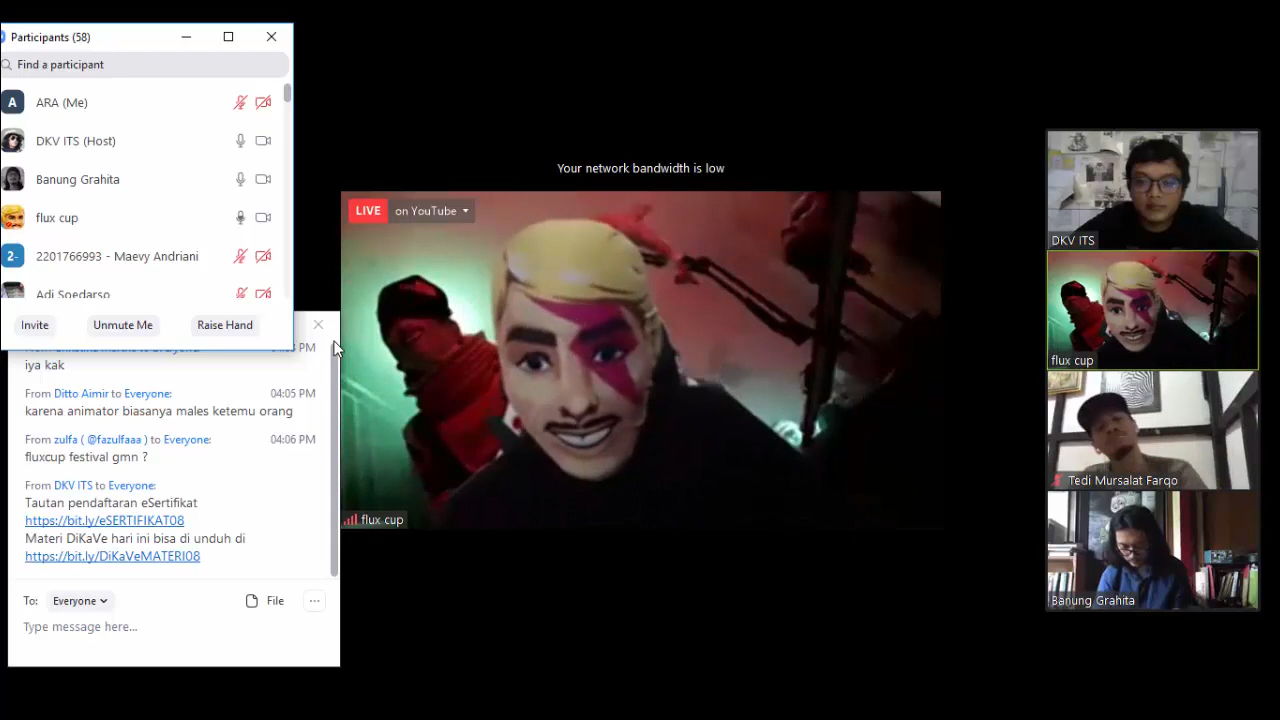 Participants (58)
Find a participant
A ARA (Me)
DKV ITS (Host)
Banung Grahita
flux cup
2- 2201766993 - Maevy Andriani
Adi Soedarso
Invite
Unmute Me
Raise Hand
iya kak
From Ditto Aimir to Everyone: 04:05 PM
karena animator biasanya males ketemu orang
From zulfa ( @fazulfaaa ) to Everyone: 04:06 PM
fluxcup festival gmn ?
From DKV ITS to Everyone:
Tautan pendaftaran eSertifikat
https://bit.ly/eSERTIFIKAT08
Materi DiKaVe hari ini bisa di unduh di
https://bit.ly/DiKaVeMATERI08
To: Everyone
File
Type message here...
Your network bandwidth is low
LIVE on YouTube
flux cup
DKV ITS
flux cup
Tedi Mursalat Farqo
Banung Grahita